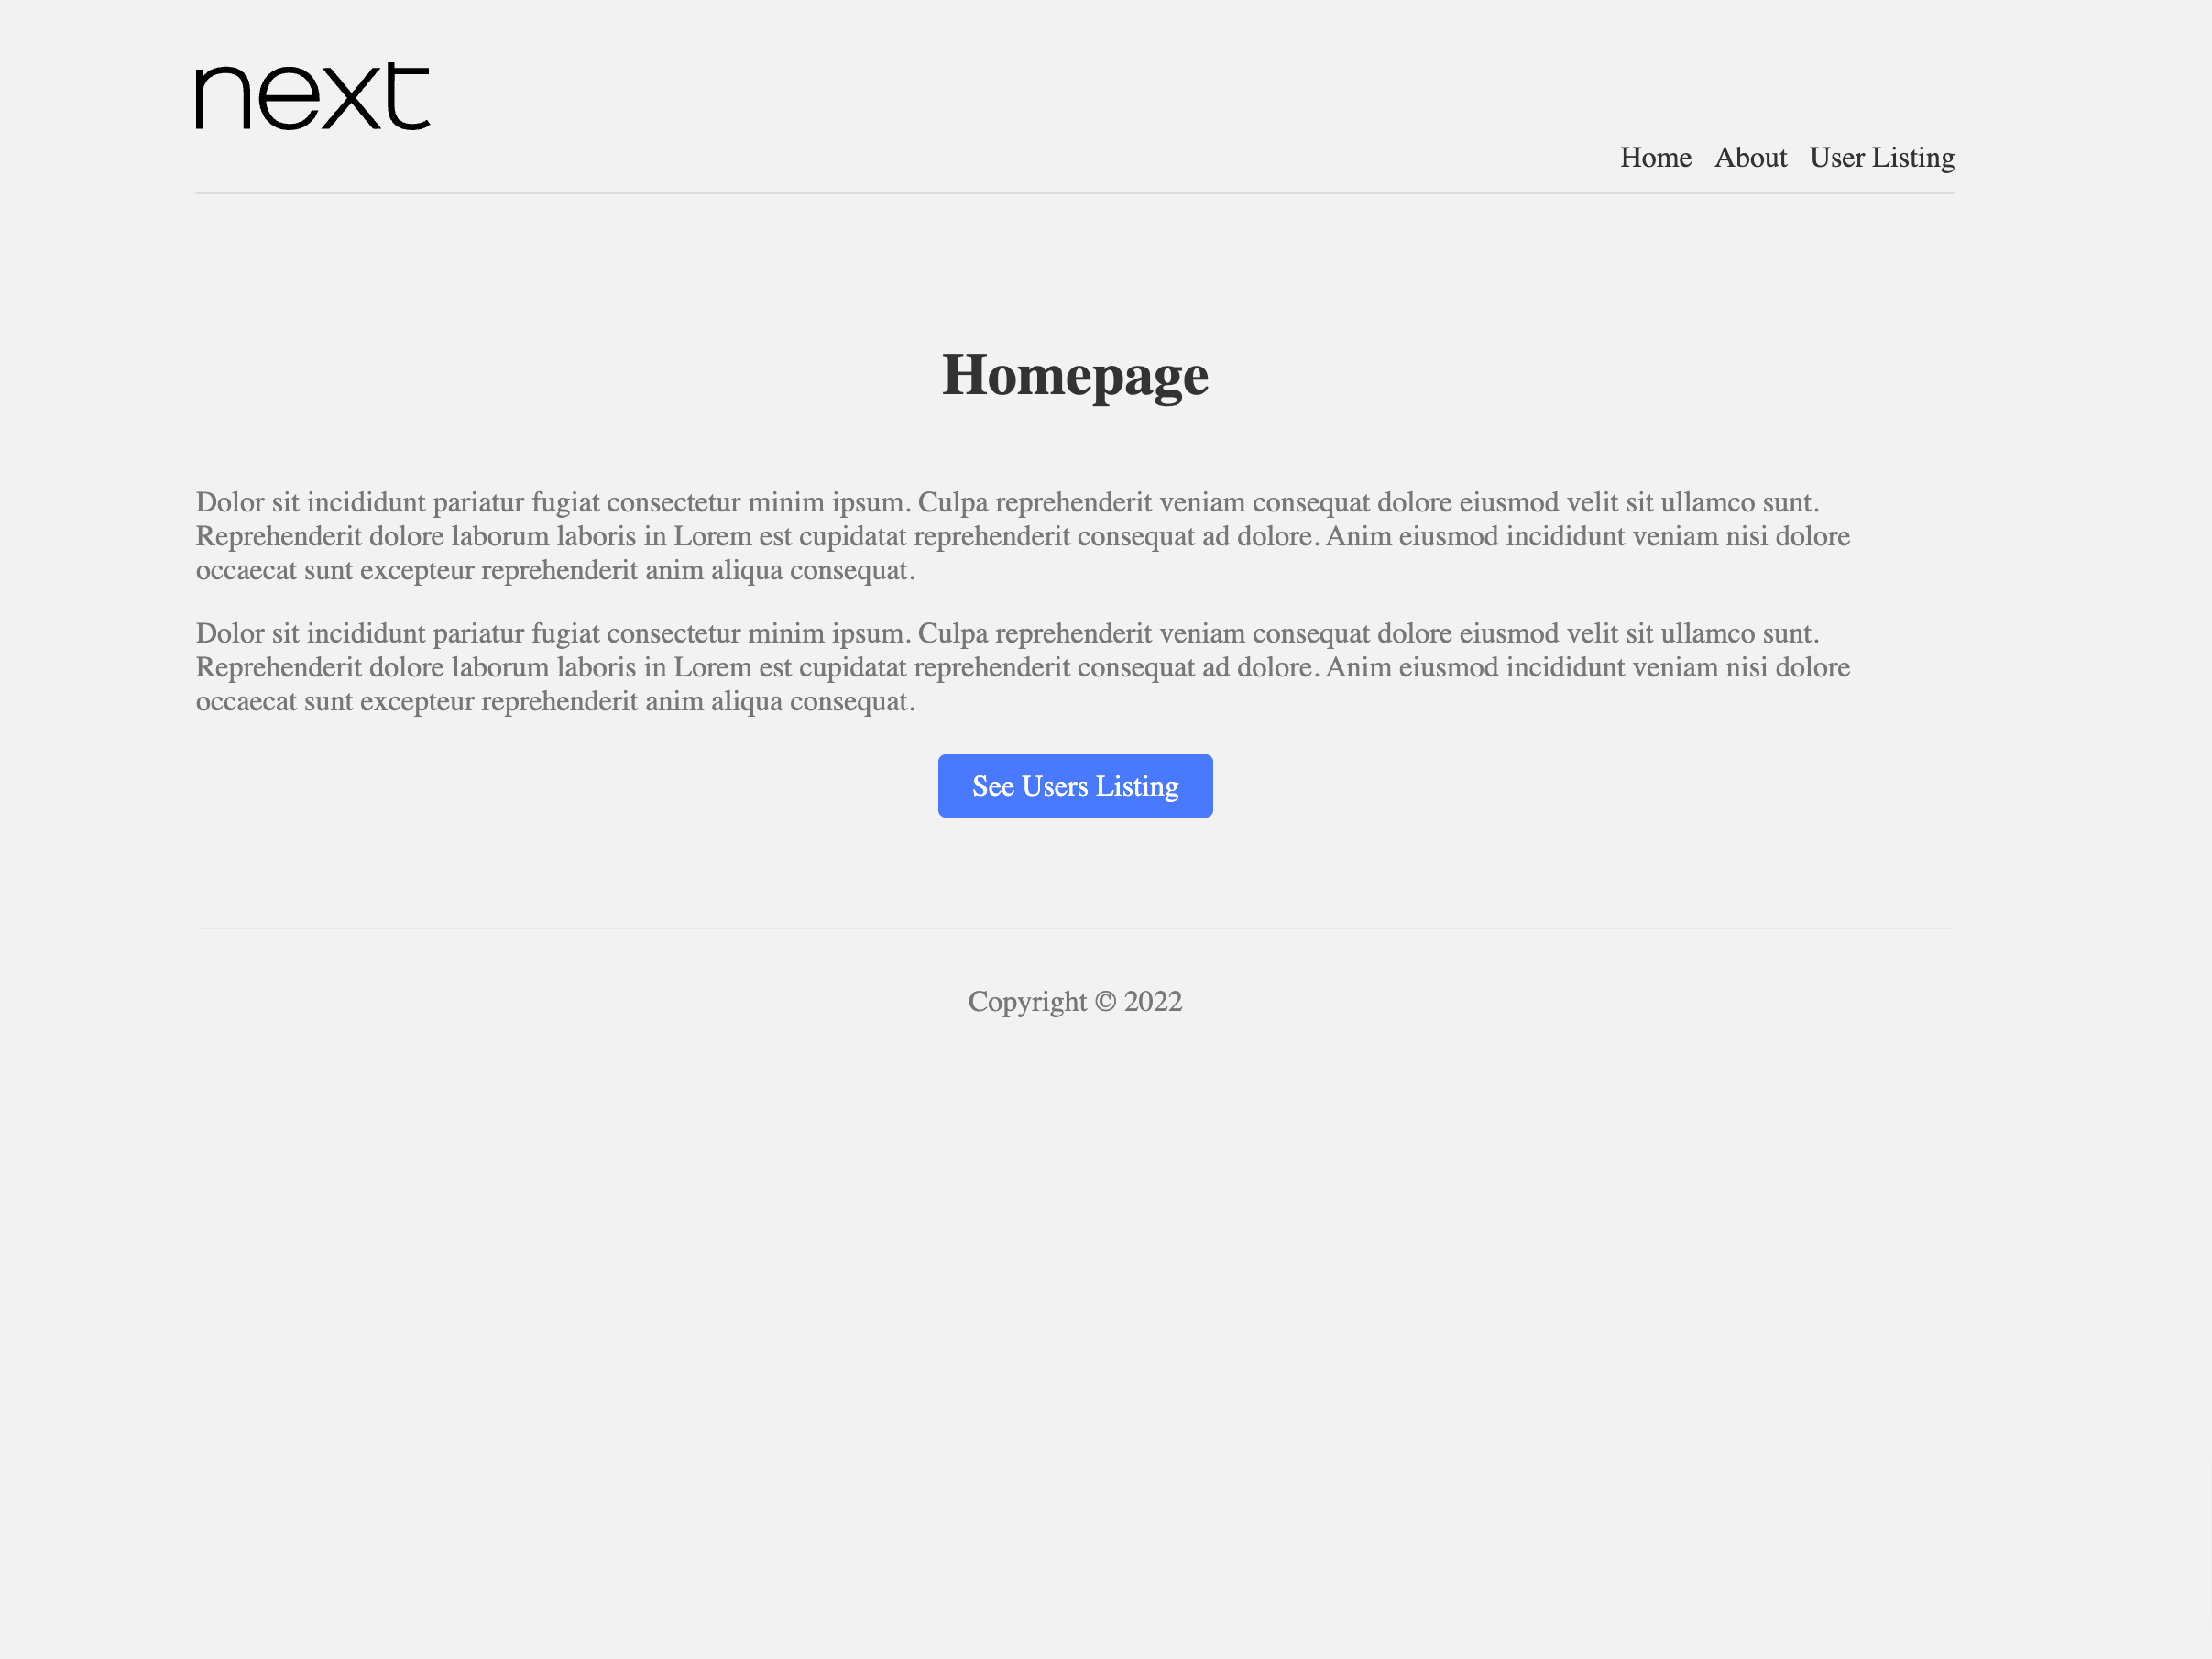 next
Home About User Listing
Homepage
Dolor sit incididunt pariatur fugiat consectetur minim ipsum. Culpa reprehenderit veniam consequat dolore eiusmod velit sit ullamco sunt.
Reprehenderit dolore laborum laboris in Lorem est cupidatat reprehenderit consequat ad dolore. Anim eiusmod incididunt veniam nisi dolore
occaecat sunt excepteur reprehenderit anim aliqua consequat.
Dolor sit incididunt pariatur fugiat consectetur minim ipsum. Culpa reprehenderit veniam consequat dolore eiusmod velit sit ullamco sunt.
Reprehenderit dolore laborum laboris in Lorem est cupidatat reprehenderit consequat ad dolore. Anim eiusmod incididunt veniam nisi dolore
occaecat sunt excepteur reprehenderit anim aliqua consequat.
See Users Listing
Copyright © 2022